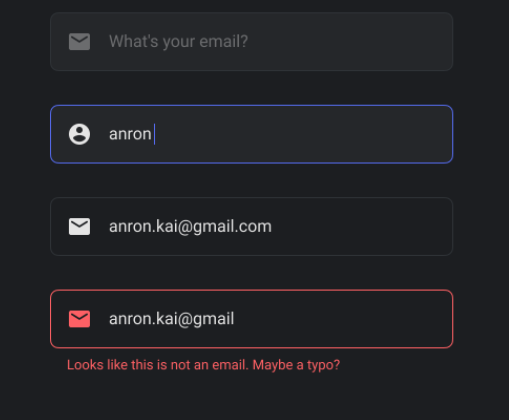 What's your email?
anron
anron.kai@gmail.com
anron.kai@gmail
Looks like this is not an email. Maybe a typo?